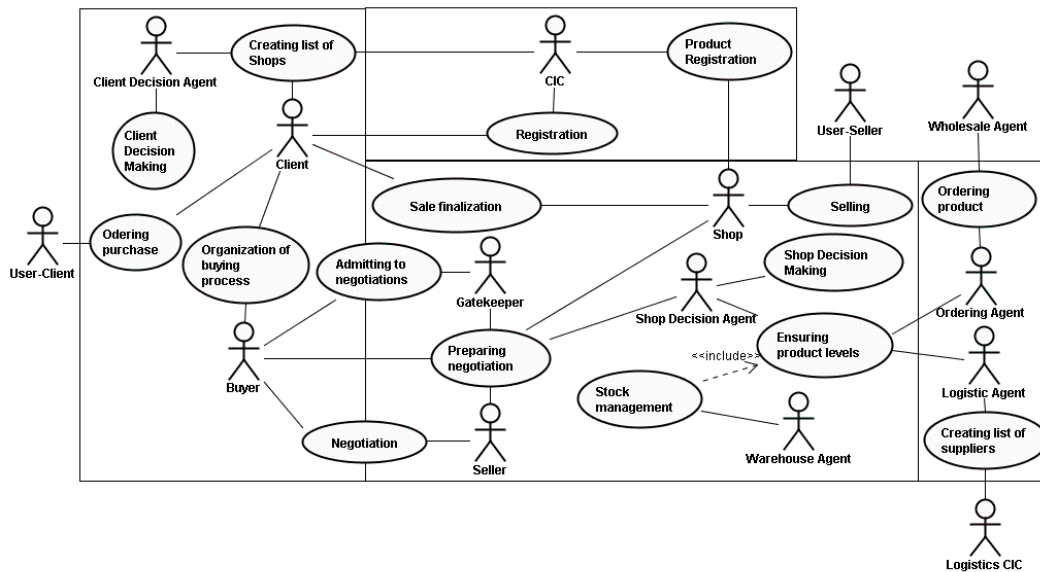 Creating list of
Shops
Client Decision Agent
CIC
Product
Registration
User-Seller
Wholesale Agent
Client
Decision
Making
Client
Registration
Sale finalization
Shop
Selling
Ordering
product
User-Client
Odering
purchase
Organization of
buying
process
Admitting to
negotiations
Gatekeeper
Shop Decision
Making
Shop Decision Agent
Ordering Agent
Buyer
Preparing
negotiation
<<include>>
Ensuring
product levels
Stock
management
Logistic Agent
Negotiation
Seller
Warehouse Agent
Creating list of
suppliers
Logistics CIC